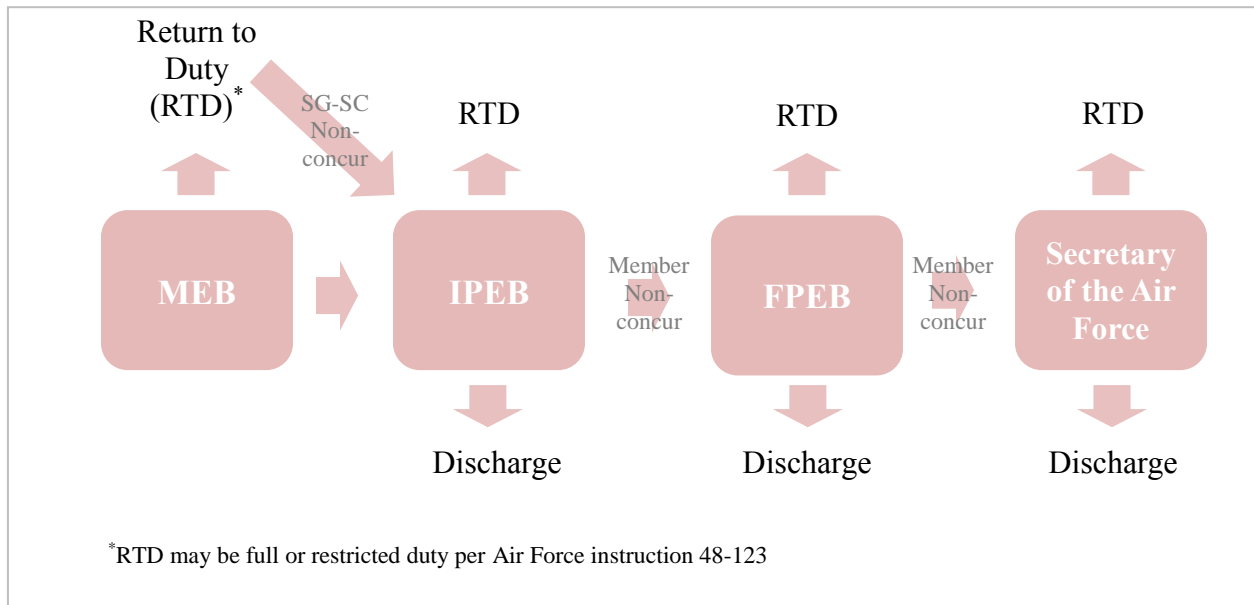 Return to
Duty
(RTD)*
SG-SC
Non-
concur
RTD
RTD
RTD
MEB
IPEB
Member
Non-
concur
FPEB
Member
Non-
concur
Secretary
of the Air
Force
Discharge
Discharge
Discharge
*RTD may be full or restricted duty per Air Force instruction 48-123